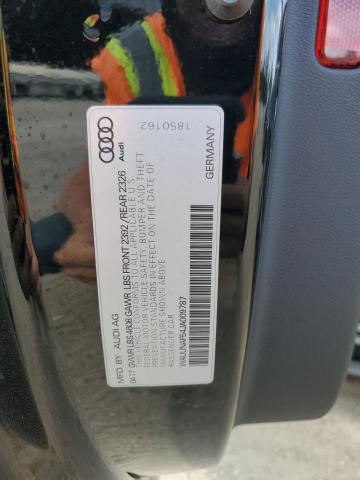 1850162
Audi
GERMANY
MFD. BY AUDI AG
04 17 GVWR LBS 4608 GAWR LBS FRONT 2392 / REAR 2326
THIS VEHICLE CONFORMS TO ALL APPLICABLE U S
FEDERAL MOTOR VEHICLE SAFETY, BUMPER AND THEFT
PREVENTION STANDARDS IN EFFECT ON THE DATE OF
MANUFACTURE SHOWN ABOVE
PASSENGER CAR